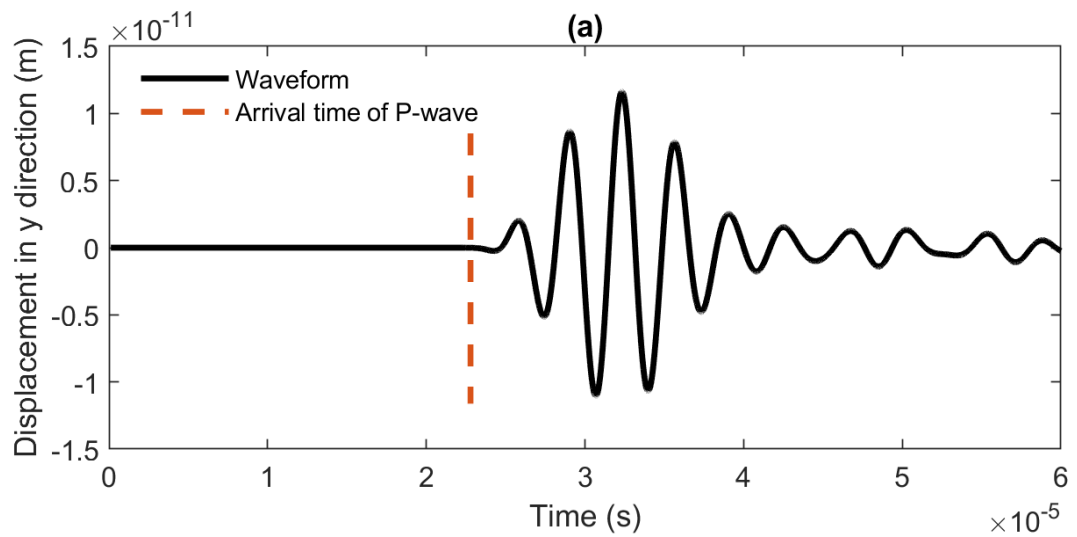 (a)
×10⁻¹¹
1.5
1
0.5
0
-0.5
-1
-1.5
Displacement in y direction (m)
Waveform
Arrival time of P-wave
0 1 2 3 4 5 6
Time (s)
×10⁻⁵